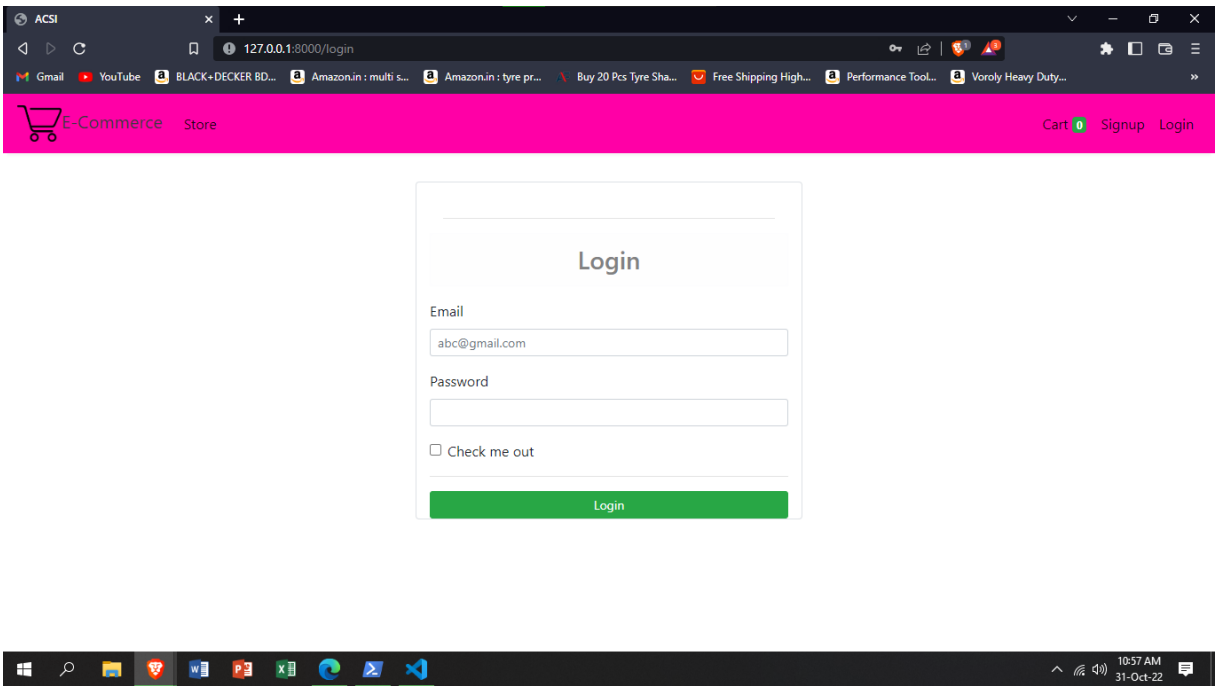 ACSI
127.0.0.1:8000/login
Gmail YouTube BLACK+DECKER BD... Amazon.in : multi s... Amazon.in : tyre pr... Buy 20 Pcs Tyre Sha... Free Shipping High... Performance Tool... Voroly Heavy Duty...
E-Commerce Store Cart 0 Signup Login
Login
Email
abc@gmail.com
Password
Check me out
Login
10:57 AM
31-Oct-22